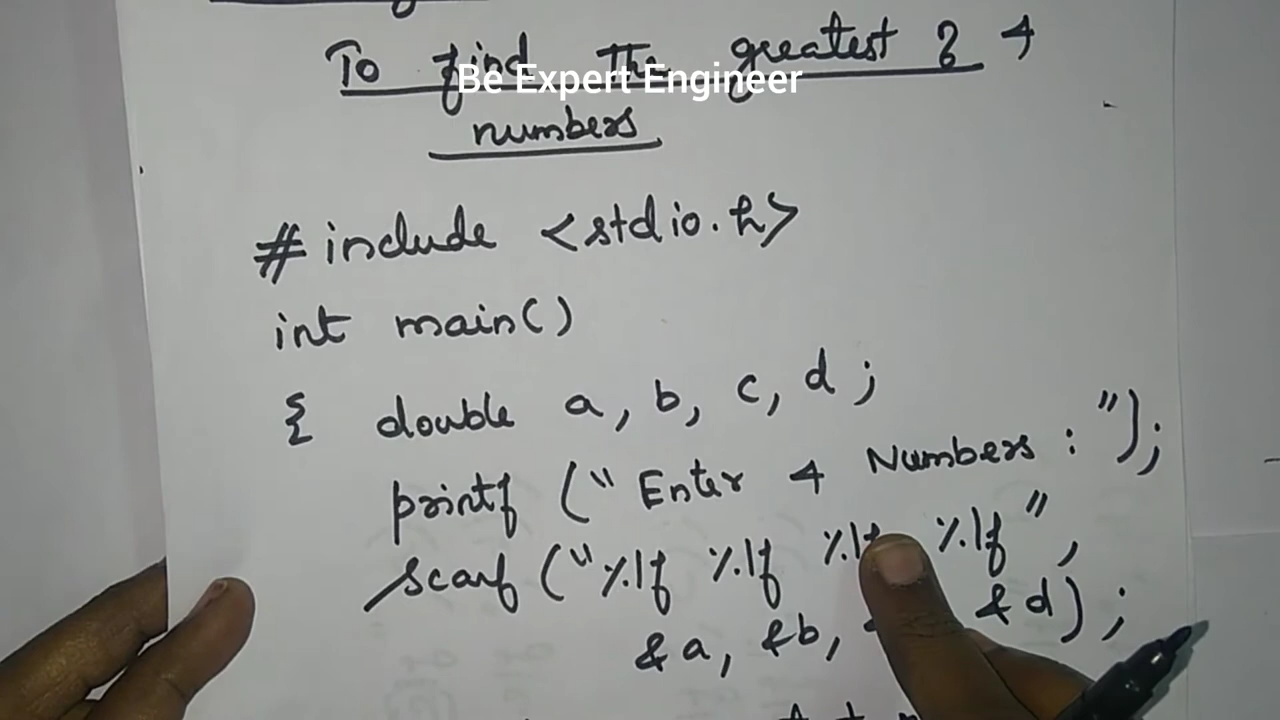 To find the greatest of 4
Be Expert Engineer
numbers
#include <stdio.h>
int main()
{ double a, b, c, d;
printf ("Enter 4 Numbers : ");
scanf ("%lf %lf %lf %lf",
&a, &b, &d);